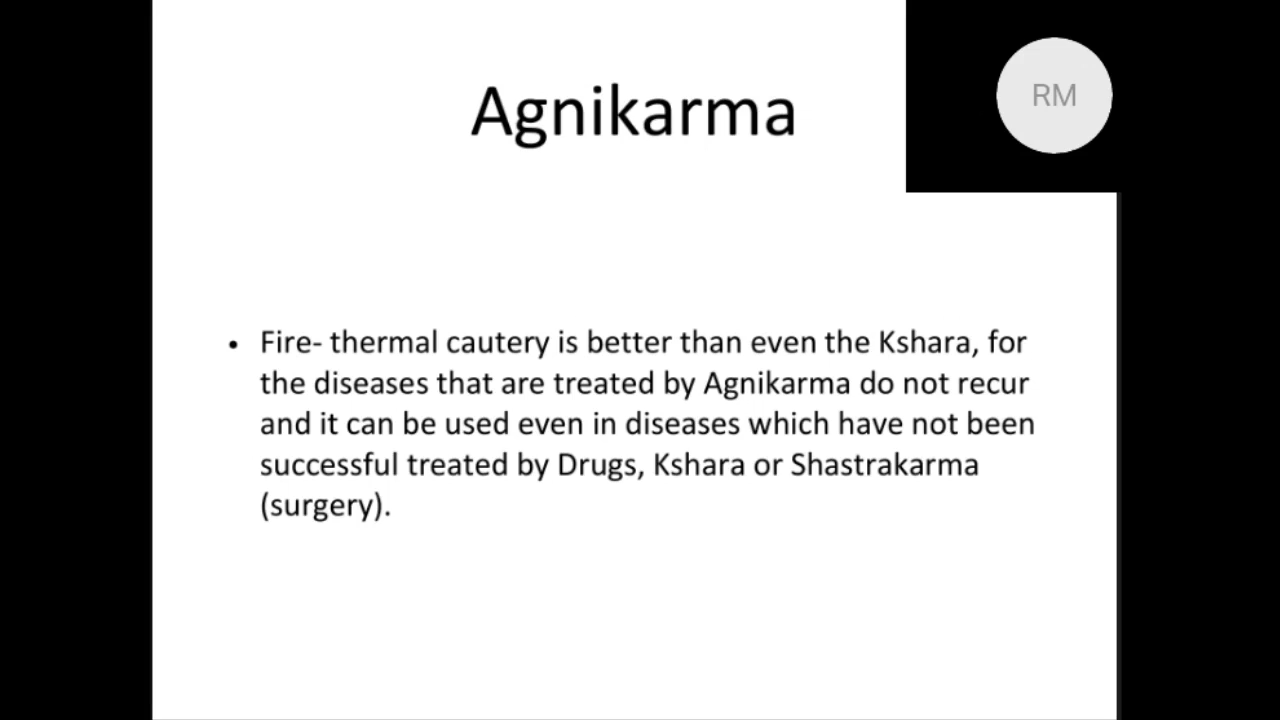 Agnikarma
RM
• Fire- thermal cautery is better than even the Kshara, for
the diseases that are treated by Agnikarma do not recur
and it can be used even in diseases which have not been
successful treated by Drugs, Kshara or Shastrakarma
(surgery).